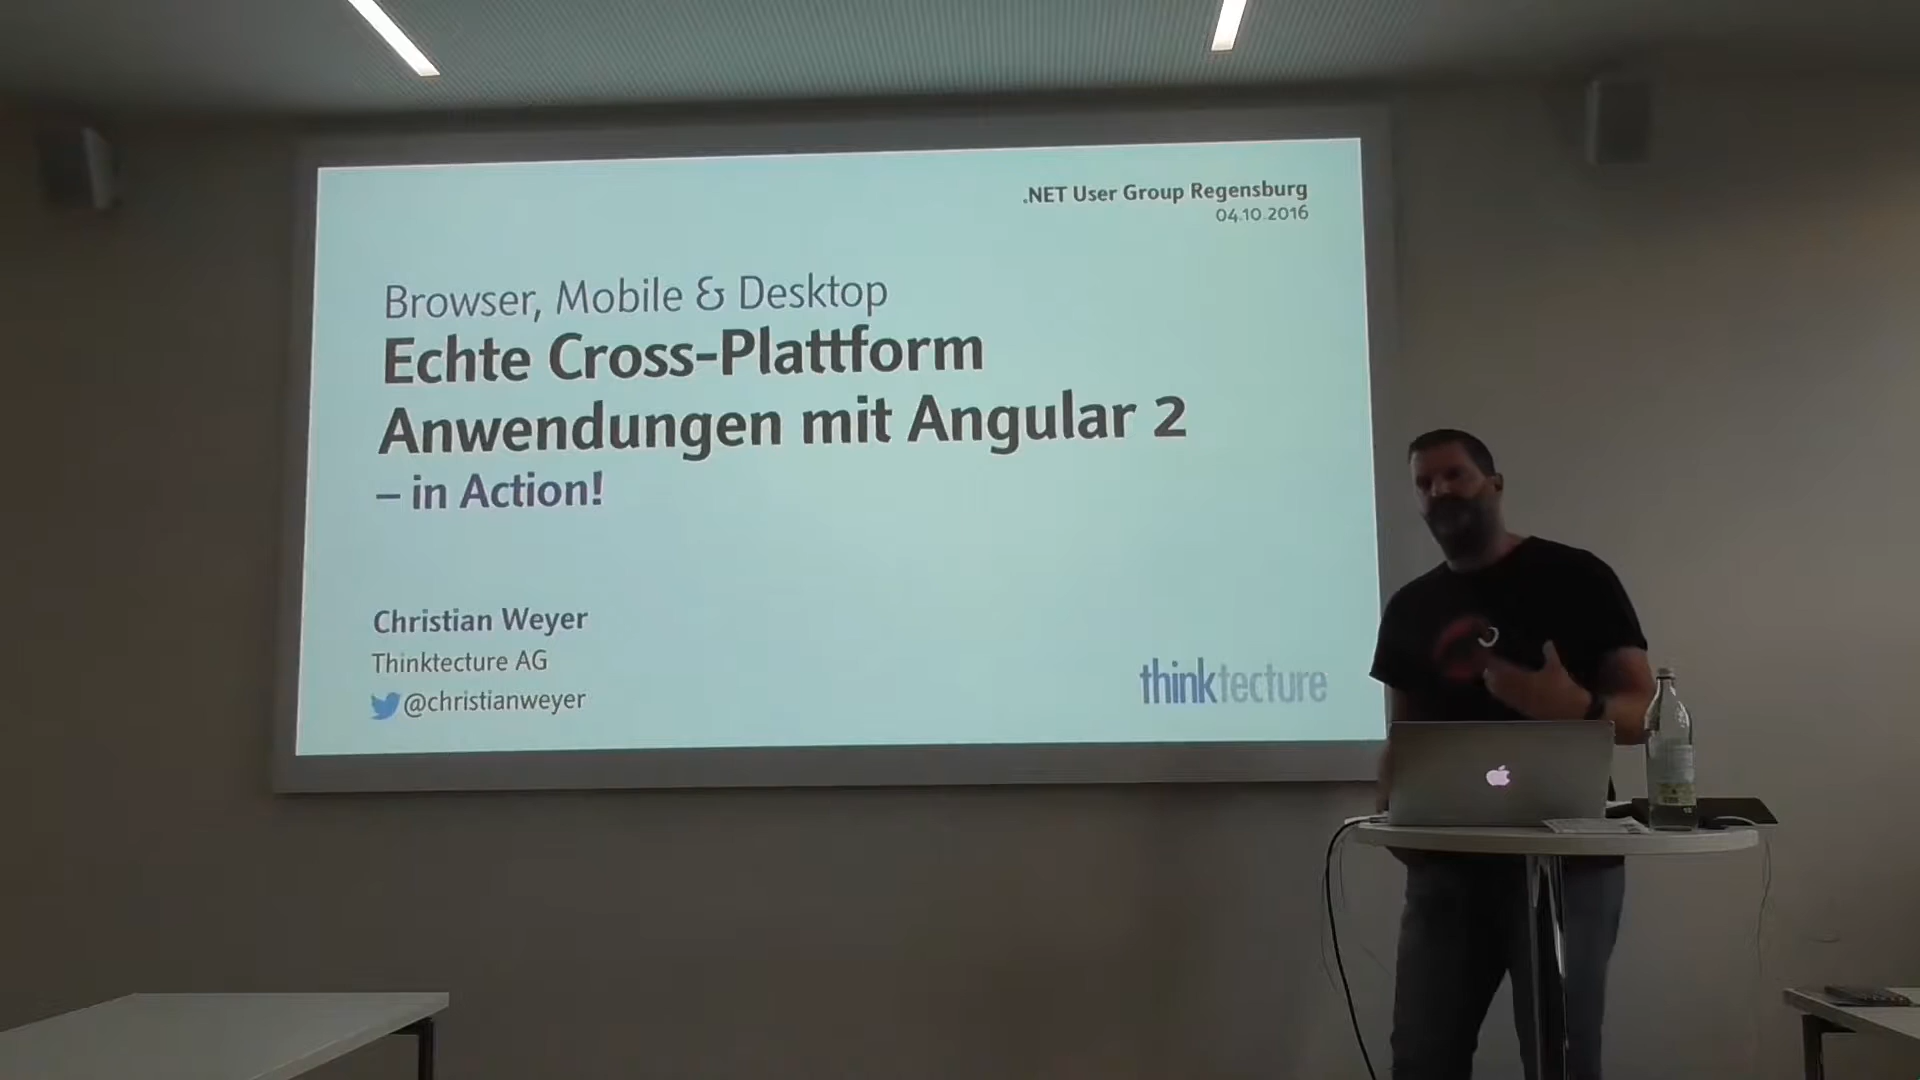 .NET User Group Regensburg
04.10.2016
Browser, Mobile & Desktop
Echte Cross-Plattform
Anwendungen mit Angular 2
– in Action!
Christian Weyer
Thinktecture AG
@christianweyer
thinktecture